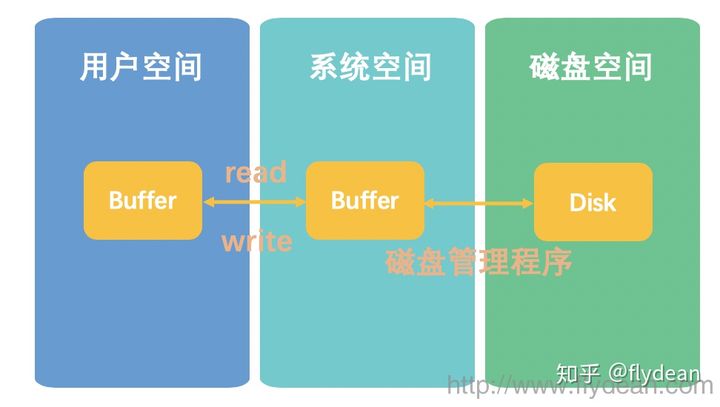 用户空间
系统空间
磁盘空间
Buffer
read
write
Buffer
Disk
磁盘管理程序
知乎 @flydean
http://www.flydean.com